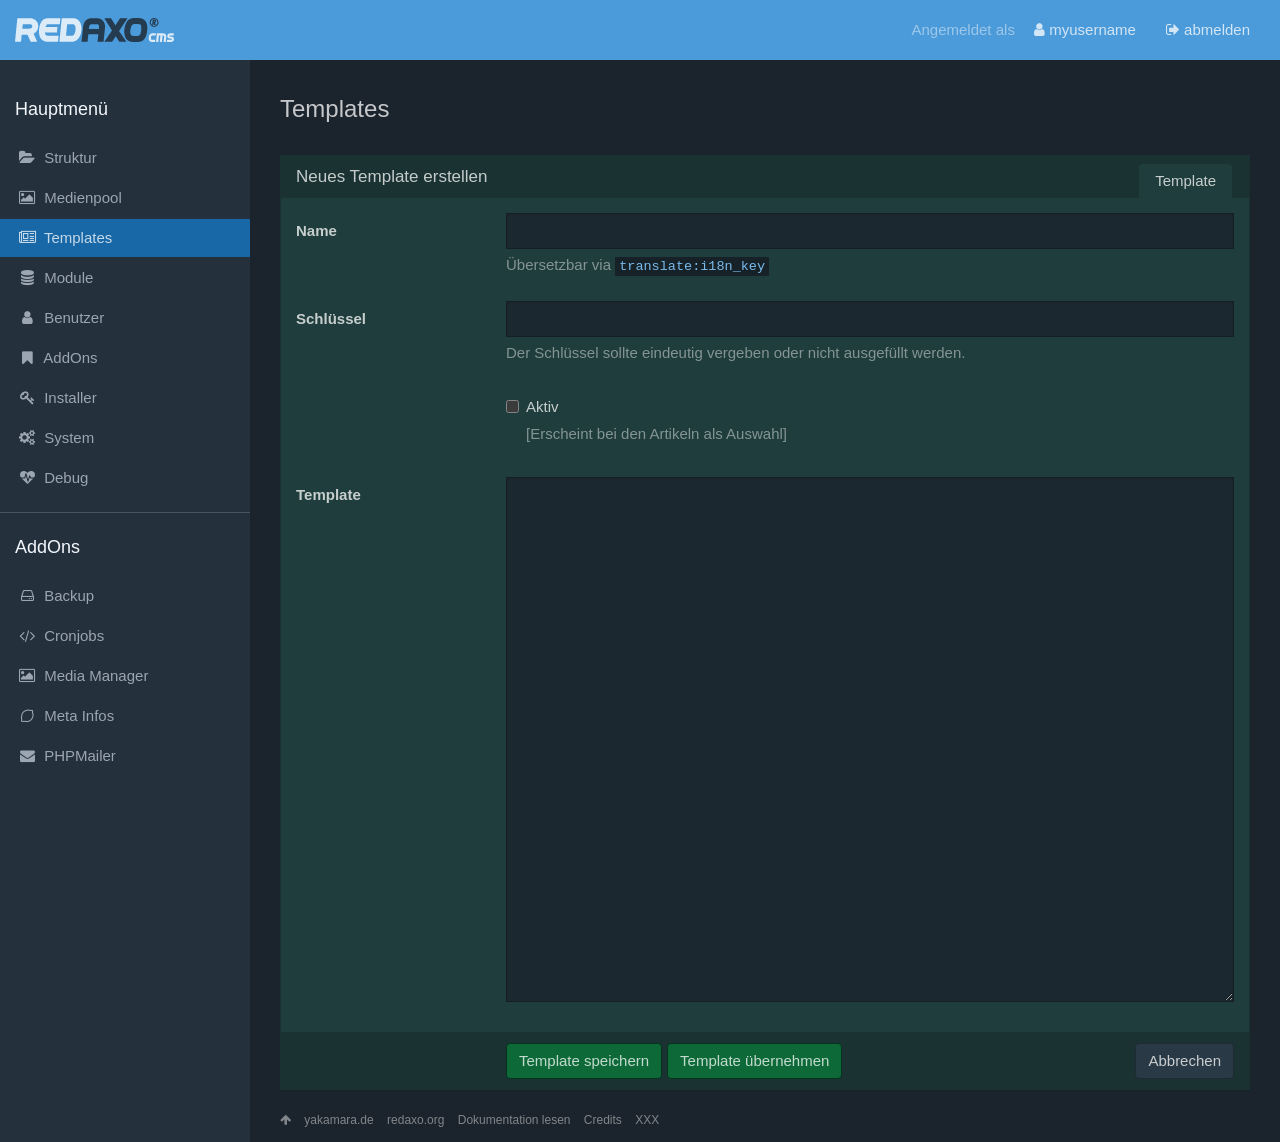 REDAXO® cms
Angemeldet als myusername abmelden
Hauptmenü
Struktur
Medienpool
Templates
Module
Benutzer
AddOns
Installer
System
Debug
AddOns
Backup
Cronjobs
Media Manager
Meta Infos
PHPMailer
Templates
Neues Template erstellen
Template
Name
Übersetzbar via translate:i18n_key
Schlüssel
Der Schlüssel sollte eindeutig vergeben oder nicht ausgefüllt werden.
Aktiv
[Erscheint bei den Artikeln als Auswahl]
Template
Template speichern Template übernehmen Abbrechen
yakamara.de redaxo.org Dokumentation lesen Credits XXX